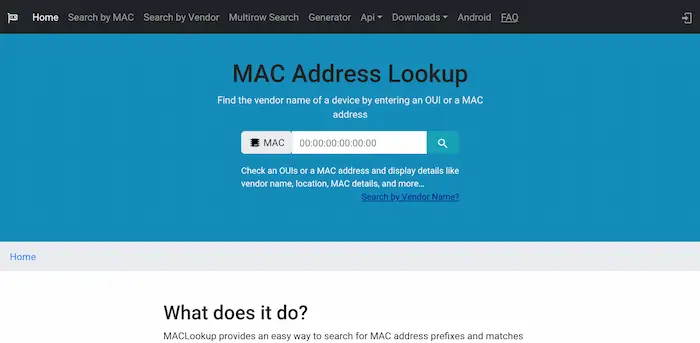 Home Search by MAC Search by Vendor Multirow Search Generator Api Downloads Android FAQ
MAC Address Lookup
Find the vendor name of a device by entering an OUI or a MAC
address
MAC 00:00:00:00:00:00
Check an OUIs or a MAC address and display details like
vendor name, location, MAC details, and more...
Search by Vendor Name?
Home
What does it do?
MACLookup provides an easy way to search for MAC address prefixes and matches